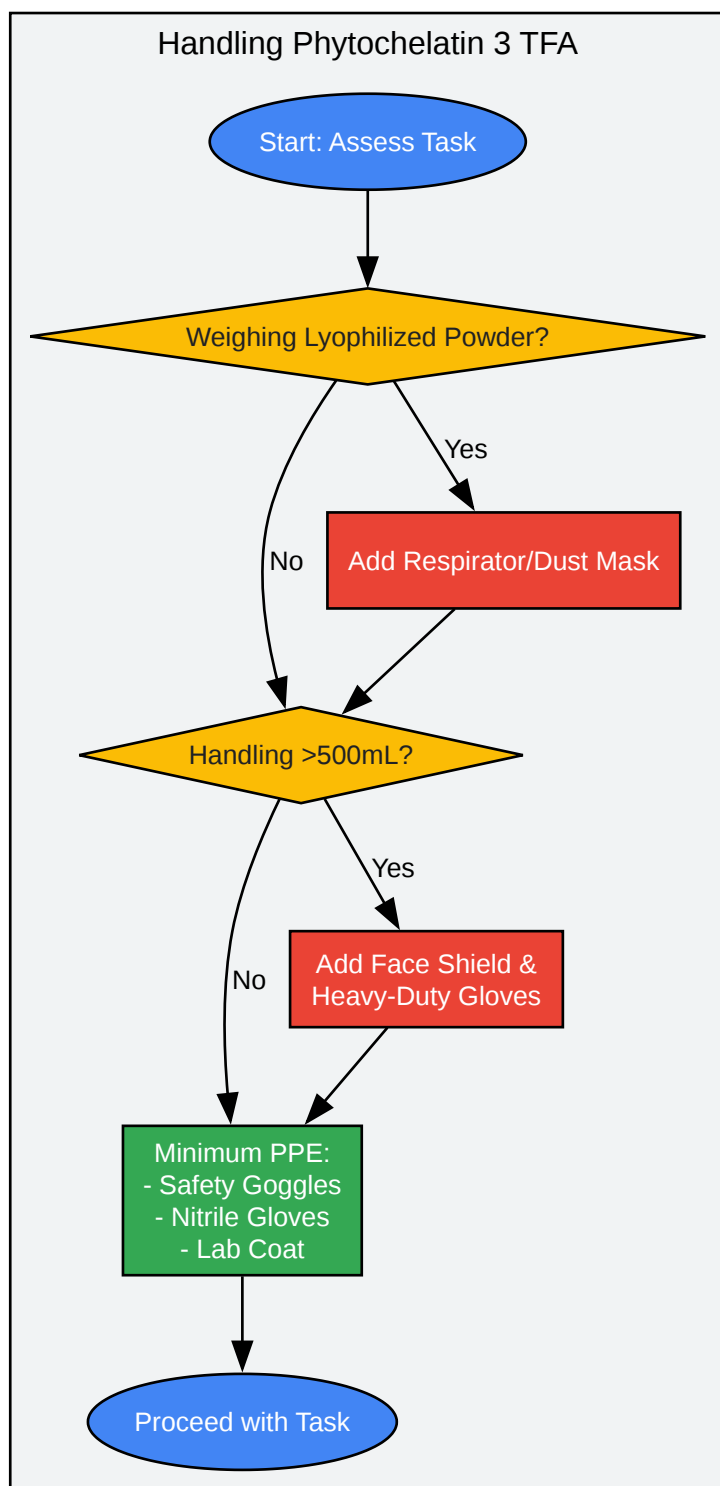 Handling Phytochelatin 3 TFA
Start: Assess Task
Weighing Lyophilized Powder?
Yes
No
Add Respirator/Dust Mask
Handling >500mL?
Yes
No
Add Face Shield &
Heavy-Duty Gloves
Minimum PPE:
- Safety Goggles
- Nitrile Gloves
- Lab Coat
Proceed with Task